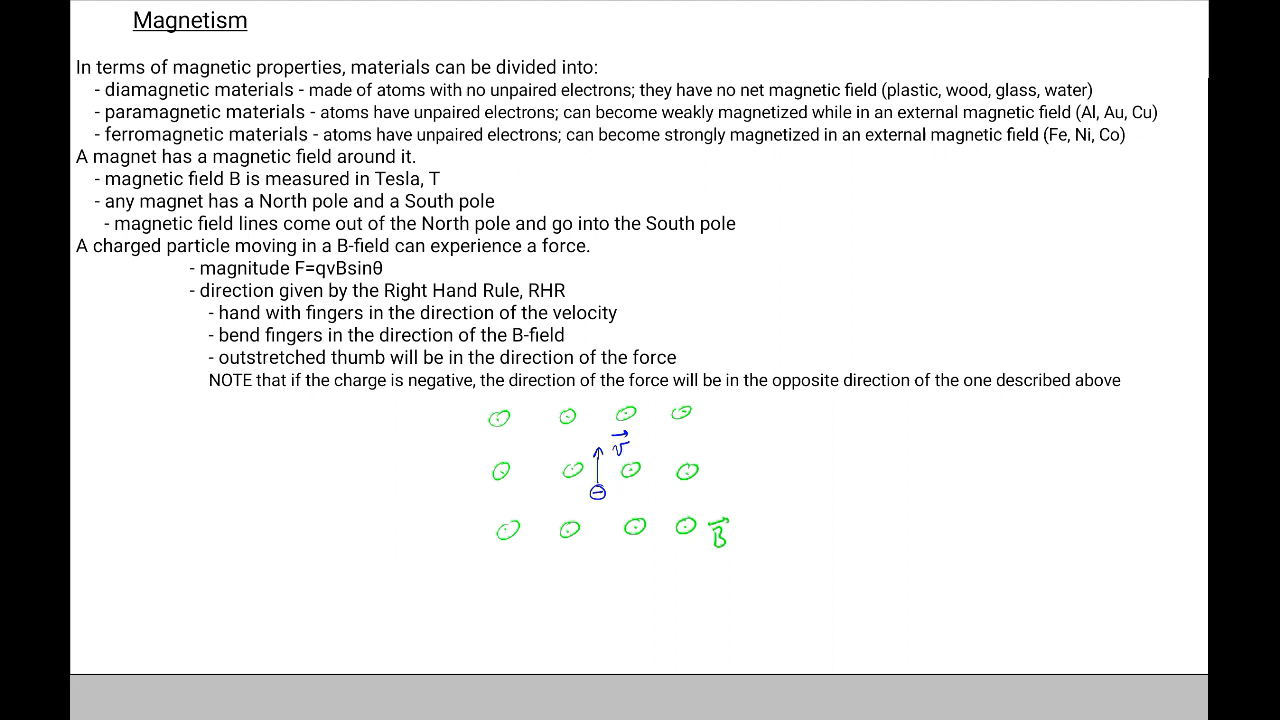 Magnetism
In terms of magnetic properties, materials can be divided into:
- diamagnetic materials - made of atoms with no unpaired electrons; they have no net magnetic field (plastic, wood, glass, water)
- paramagnetic materials - atoms have unpaired electrons; can become weakly magnetized while in an external magnetic field (Al, Au, Cu)
- ferromagnetic materials - atoms have unpaired electrons; can become strongly magnetized in an external magnetic field (Fe, Ni, Co)
A magnet has a magnetic field around it.
- magnetic field B is measured in Tesla, T
- any magnet has a North pole and a South pole
- magnetic field lines come out of the North pole and go into the South pole
A charged particle moving in a B-field can experience a force.
- magnitude F=qvBsinθ
- direction given by the Right Hand Rule, RHR
- hand with fingers in the direction of the velocity
- bend fingers in the direction of the B-field
- outstretched thumb will be in the direction of the force
NOTE that if the charge is negative, the direction of the force will be in the opposite direction of the one described above
v⃗
−
B⃗